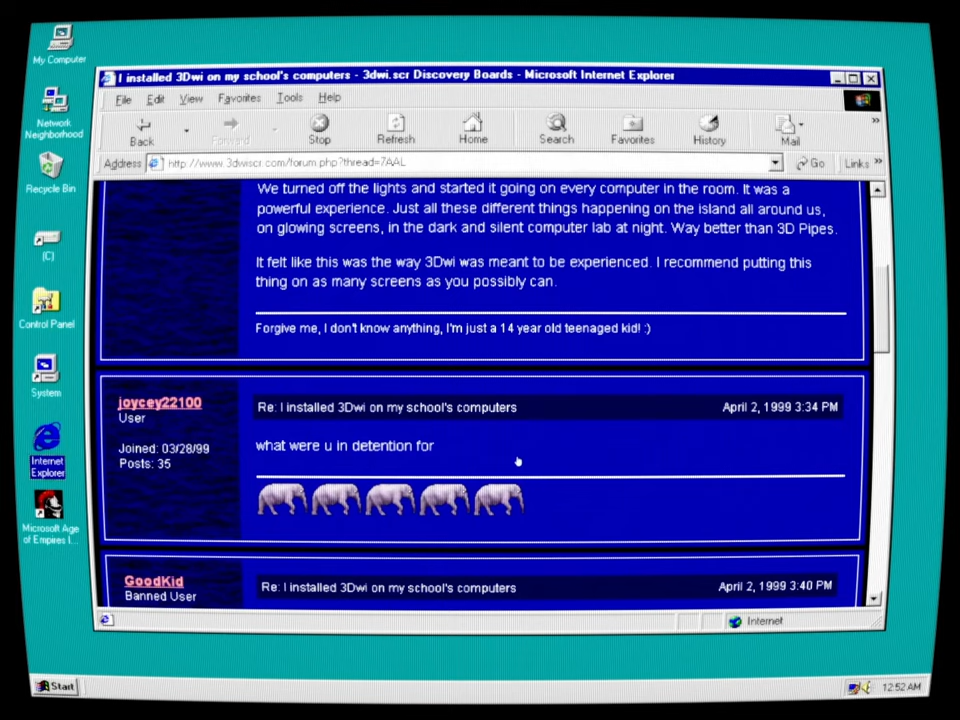 My Computer
Network
Neighborhood
Recycle Bin
(C)
Control Panel
System
Internet
Explorer
Microsoft Age
of Empires I...
I installed 3Dwi on my school's computers - 3dwi.scr Discovery Boards - Microsoft Internet Explorer
File Edit View Favorites Tools Help
Back Forward Stop Refresh Home Search Favorites History Mail
Address http://www.3dwiscr.com/forum.php?thread=7AAL Go Links
We turned off the lights and started it going on every computer in the room. It was a
powerful experience. Just all these different things happening on the island all around us,
on glowing screens, in the dark and silent computer lab at night. Way better than 3D Pipes.
It felt like this was the way 3Dwi was meant to be experienced. I recommend putting this
thing on as many screens as you possibly can.
Forgive me, I don't know anything, I'm just a 14 year old teenaged kid! :)
joycey22100
User
Joined: 03/28/99
Posts: 35
Re: I installed 3Dwi on my school's computers April 2, 1999 3:34 PM
what were u in detention for
GoodKid
Banned User
Re: I installed 3Dwi on my school's computers April 2, 1999 3:40 PM
Internet
Start
12:52 AM